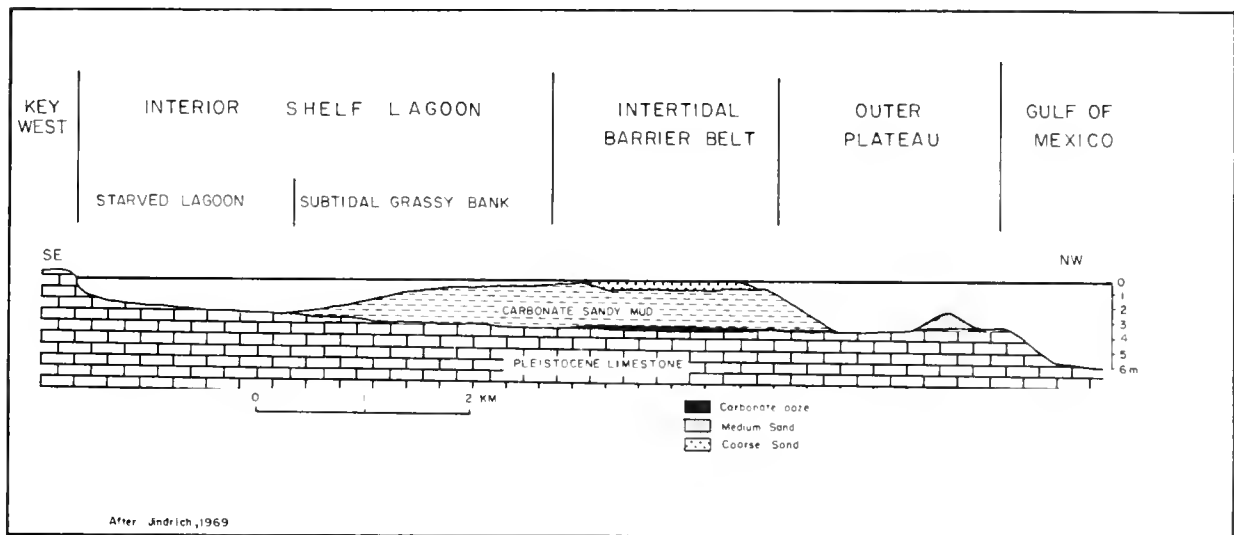 KEY WEST
INTERIOR SHELF LAGOON
INTERTIDAL BARRIER BELT
OUTER PLATEAU
GULF OF MEXICO
STARVED LAGOON
SUBTIDAL GRASSY BANK
SE
NW
0
1
2
3
4
5
6m
CARBONATE SANDY MUD
PLEISTOCENE LIMESTONE
0 1 2 KM
Carbonate ooze
Medium Sand
Coarse Sand
After Jindrich, 1969